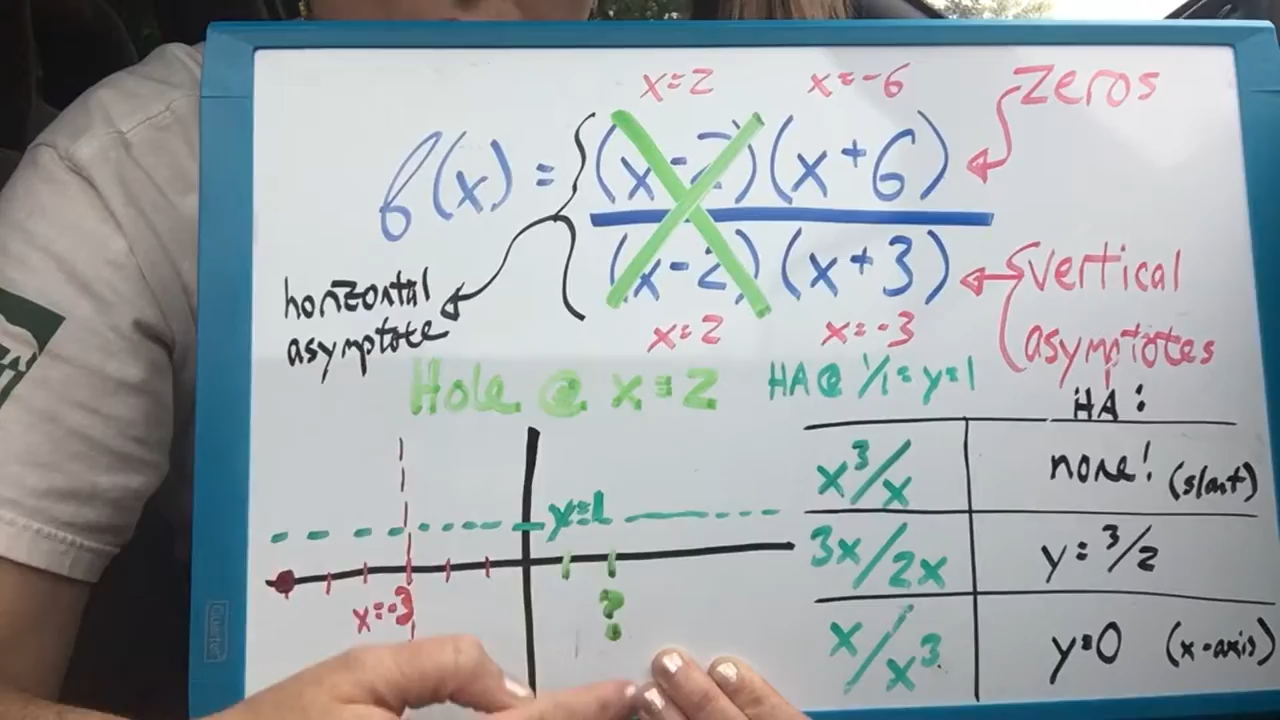 x=2 x=-6 zeros
f(x) = (x-2)(x+6)
(x-2)(x+3)
x=2 x=-3
vertical
asymptotes
horizontal
asymptote
Hole @ x=2
HA @ 1/1= y=1
HA:
x³/x none! (slant)
3x/2x y=3/2
x/x³ y=0 (x-axis)
y=1
x=-3
?
Quartet